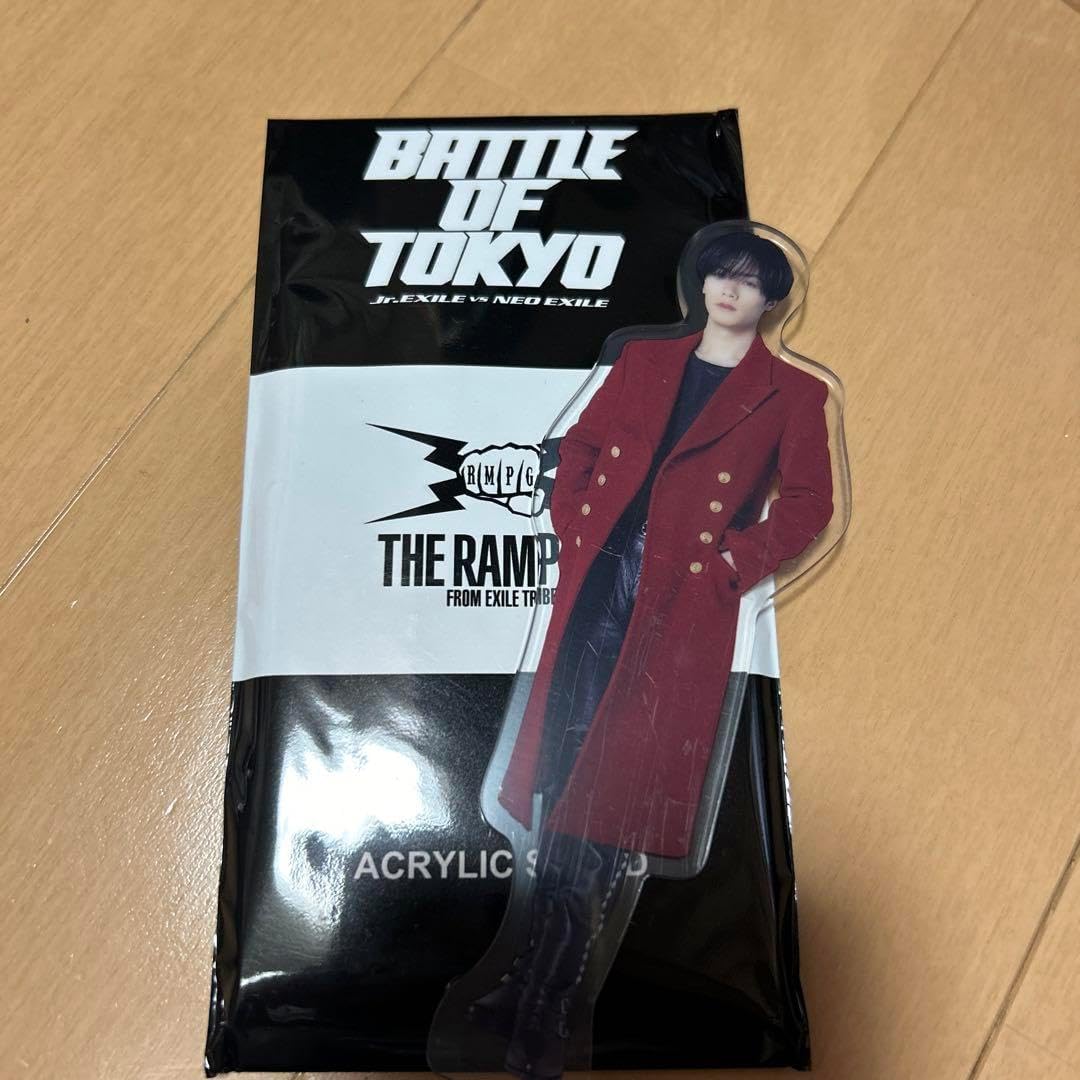 BATTLE
OF
TOKYO
Jr.EXILE VS NEO EXILE
RMPG
THE RAMP
FROM EXILE TRIBE
ACRYLIC S D